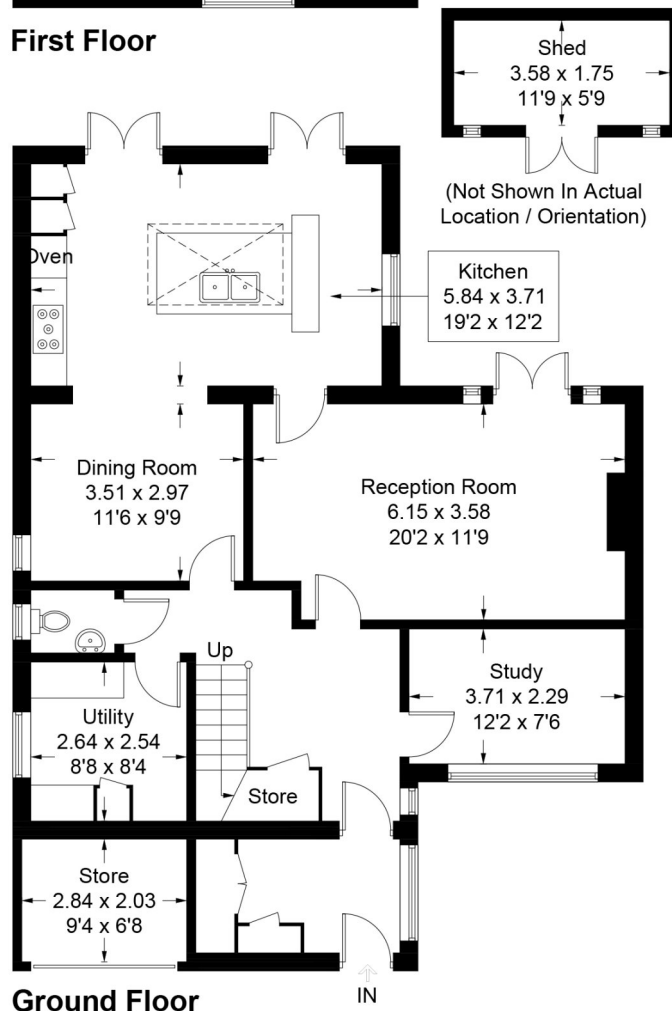 First Floor
Shed
3.58 x 1.75
11'9 x 5'9
(Not Shown In Actual
Location / Orientation)
Oven
Kitchen
5.84 x 3.71
19'2 x 12'2
Dining Room
3.51 x 2.97
11'6 x 9'9
Reception Room
6.15 x 3.58
20'2 x 11'9
Up
Study
3.71 x 2.29
12'2 x 7'6
Utility
2.64 x 2.54
8'8 x 8'4
Store
Store
2.84 x 2.03
9'4 x 6'8
IN
Ground Floor